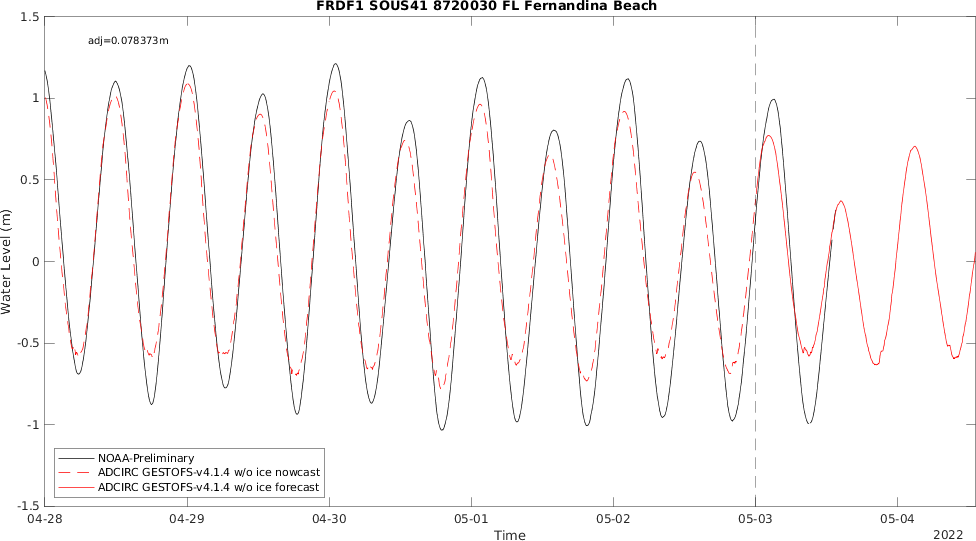 FRDF1 SOUS41 8720030 FL Fernandina Beach
adj=0.078373m
1.5
1
0.5
0
-0.5
-1
-1.5
Water Level (m)
NOAA-Preliminary
ADCIRC GESTOFS-v4.1.4 w/o ice nowcast
ADCIRC GESTOFS-v4.1.4 w/o ice forecast
04-28 04-29 04-30 05-01 05-02 05-03 05-04
Time
2022